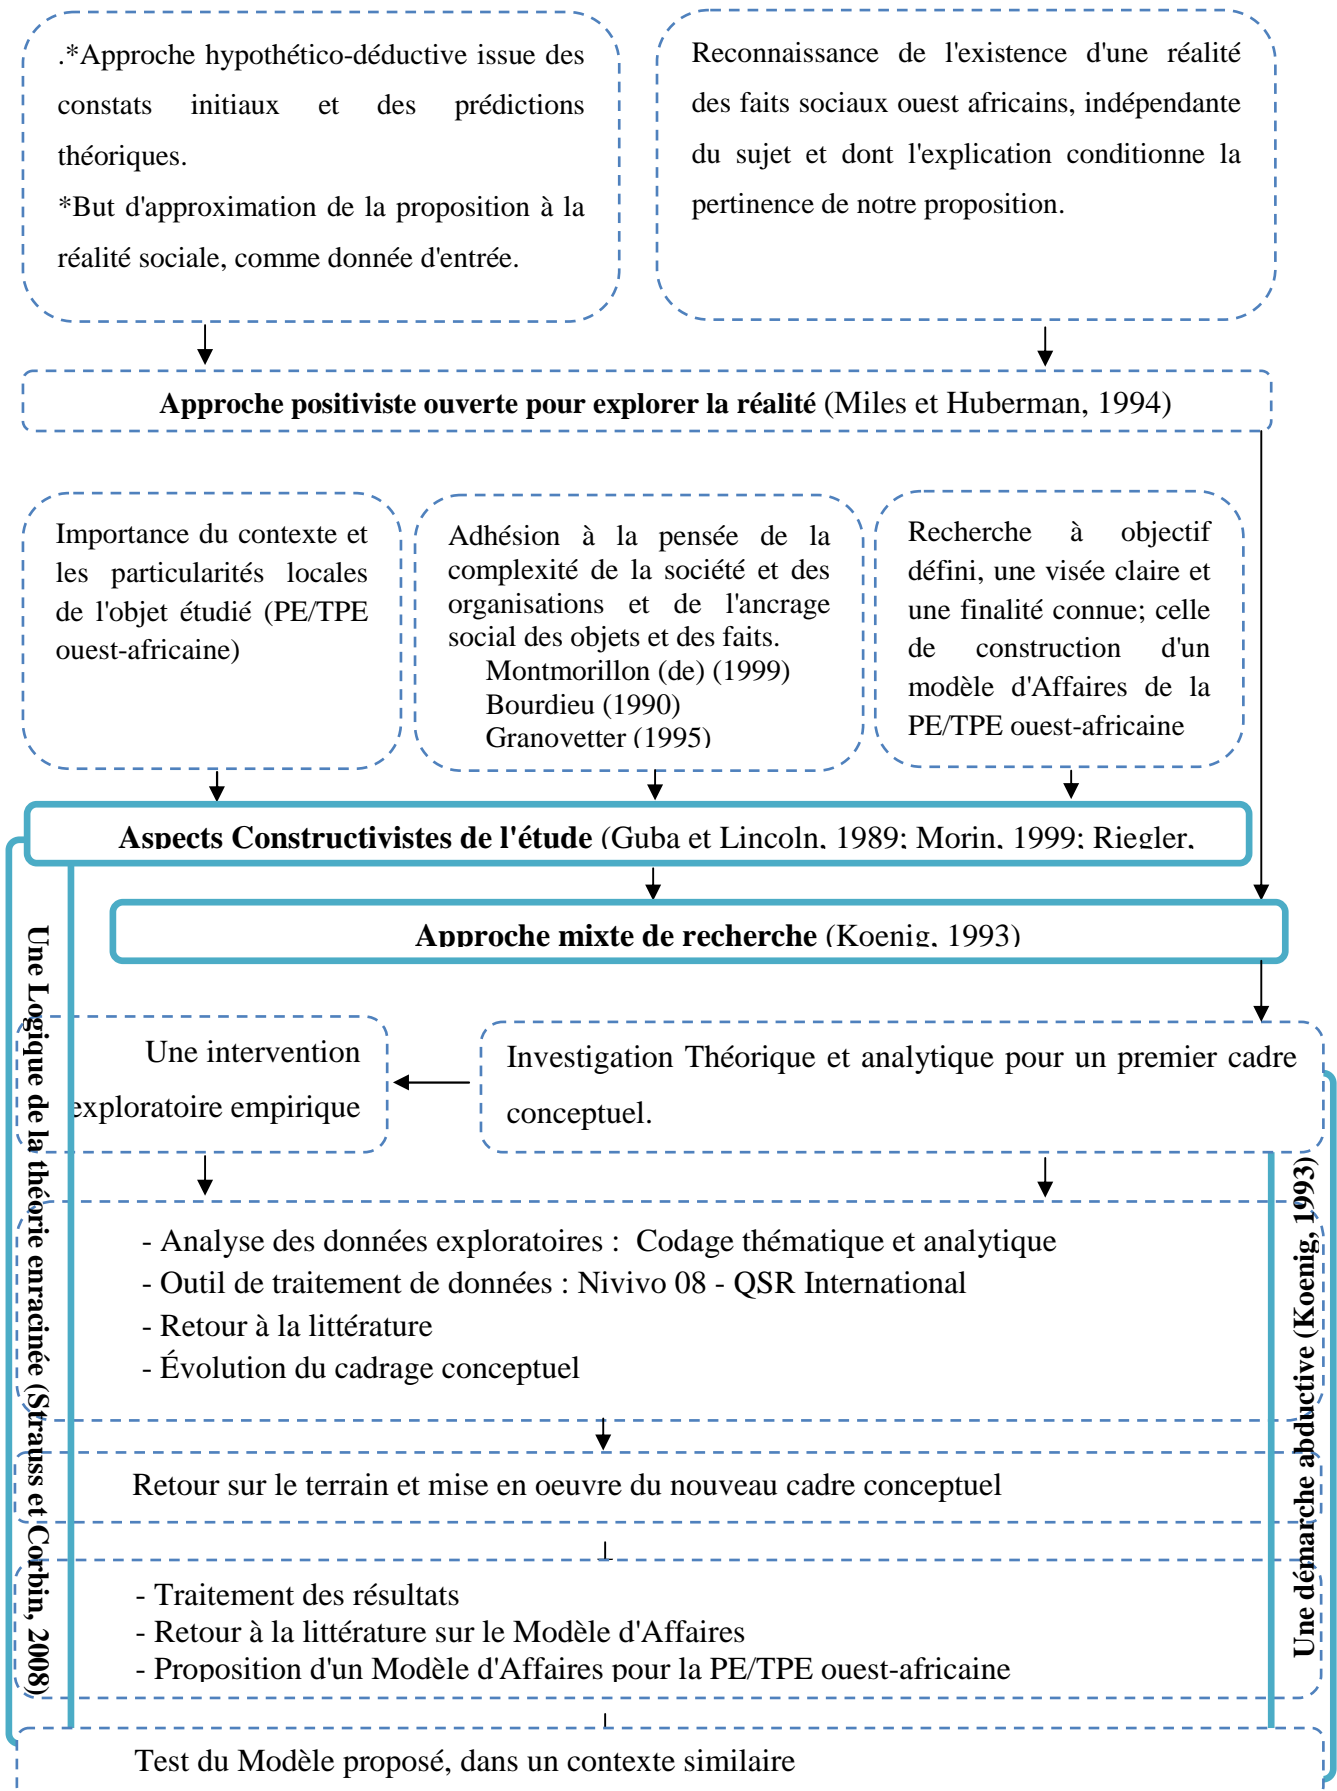 .*Approche hypothético-déductive issue des
constats initiaux et des prédictions
théoriques.
*But d'approximation de la proposition à la
réalité sociale, comme donnée d'entrée.
Reconnaissance de l'existence d'une réalité
des faits sociaux ouest africains, indépendante
du sujet et dont l'explication conditionne la
pertinence de notre proposition.
Approche positiviste ouverte pour explorer la réalité (Miles et Huberman, 1994)
Importance du contexte et
les particularités locales
de l'objet étudié (PE/TPE
ouest-africaine)
Adhésion à la pensée de la
complexité de la société et des
organisations et de l'ancrage
social des objets et des faits.
Montmorillon (de) (1999)
Bourdieu (1990)
Granovetter (1995)
Recherche à objectif
défini, une visée claire et
une finalité connue; celle
de construction d'un
modèle d'Affaires de la
PE/TPE ouest-africaine
Aspects Constructivistes de l'étude (Guba et Lincoln, 1989; Morin, 1999; Riegler,
Approche mixte de recherche (Koenig, 1993)
Une Logique de la théorie enracinée (Strauss et Corbin, 2008)
Une intervention
exploratoire empirique
Investigation Théorique et analytique pour un premier cadre
conceptuel.
Une démarche abductive (Koenig, 1993)
- Analyse des données exploratoires : Codage thématique et analytique
- Outil de traitement de données : Nivivo 08 - QSR International
- Retour à la littérature
- Évolution du cadrage conceptuel
Retour sur le terrain et mise en oeuvre du nouveau cadre conceptuel
- Traitement des résultats
- Retour à la littérature sur le Modèle d'Affaires
- Proposition d'un Modèle d'Affaires pour la PE/TPE ouest-africaine
Test du Modèle proposé, dans un contexte similaire